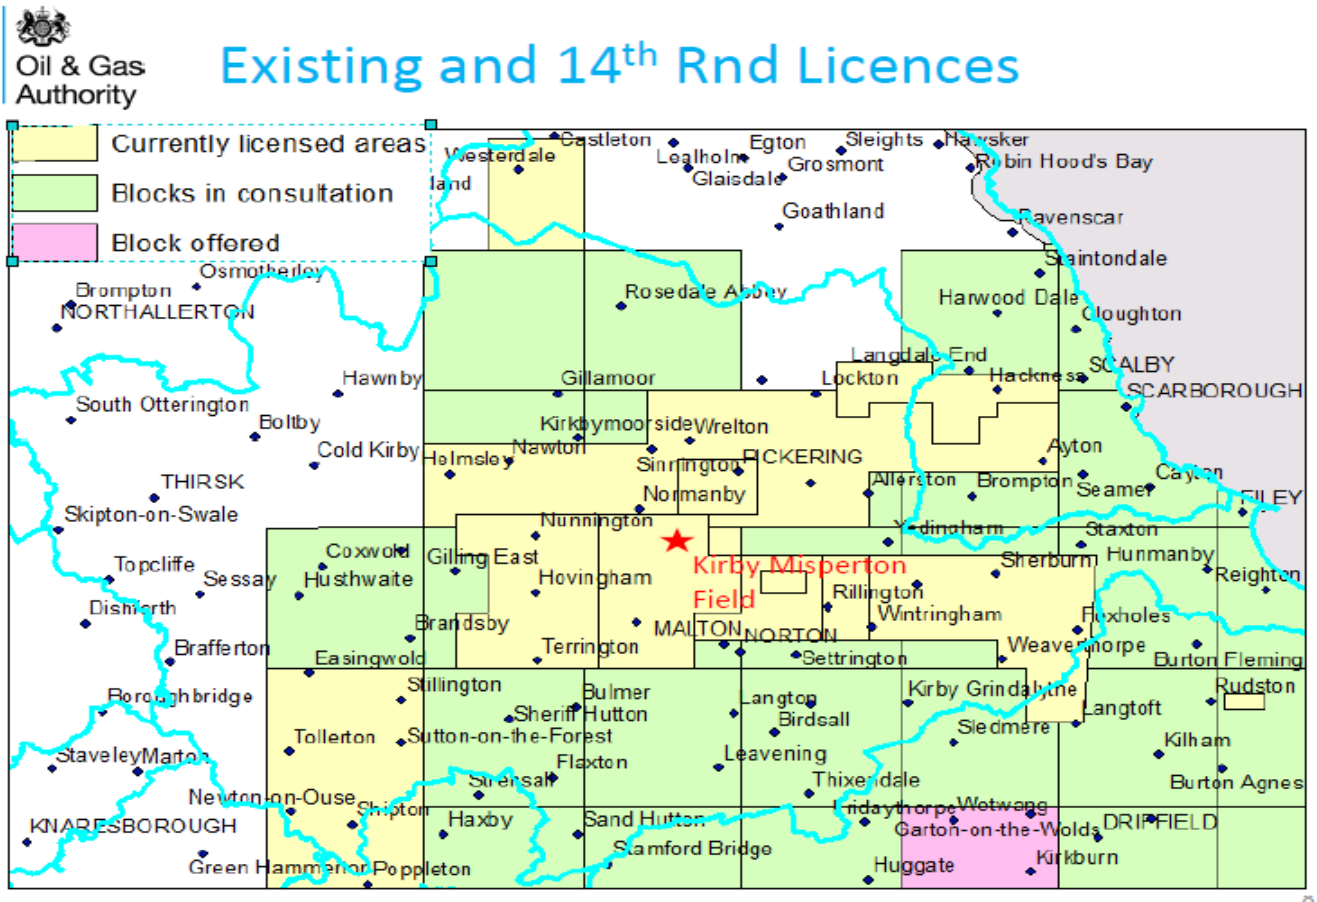 Oil & Gas
Authority
Existing and 14th Rnd Licences
Currently licensed areas
Blocks in consultation
Block offered
Castleton
Westerdale
land
Lealholm
Egton
Sleights
Hawsker
Glaisdale
Grosmont
Robin Hood's Bay
Goathland
Ravenscar
Osmotherley
Staintondale
Brompton
NORTHALLERTON
Rosedale Abbey
Harwood Dale
Cloughton
Langdale End
Hawnby
Gillamoor
Lockton
Hackness
SCALBY
SCARBOROUGH
South Otterington
Boltby
Kirkbymoorside
Wrelton
Cold Kirby
Helmsley
Nawton
Sinnington
PICKERING
Ayton
THIRSK
Normanby
Allerston
Brompton
Seamer
Cayton
FILEY
Skipton-on-Swale
Nunnington
Yedingham
Staxton
Coxwold
Gilling East
Kirby Misperton
Field
Sherburn
Hunmanby
Topcliffe
Sessay
Husthwaite
Hovingham
Rillington
Reighton
Dishforth
Brandsby
Wintringham
Foxholes
Brafferton
Easingwold
Terrington
MALTON
NORTON
Settrington
Weaverthorpe
Burton Fleming
Boroughbridge
Stillington
Bulmer
Langton
Kirby Grindalythe
Rudston
Sheriff Hutton
Birdsall
Langtoft
Tollerton
Sutton-on-the-Forest
Sledmere
Kilham
Staveley
Marton
Flaxton
Leavening
Strensall
Thixendale
Burton Agnes
Newton-on-Ouse
Shipton
Fridaythorpe
Wetwang
KNARESBOROUGH
Haxby
Sand Hutton
Garton-on-the-Wolds
DRIFFIELD
Stamford Bridge
Green Hammerton
Poppleton
Huggate
Kirkburn